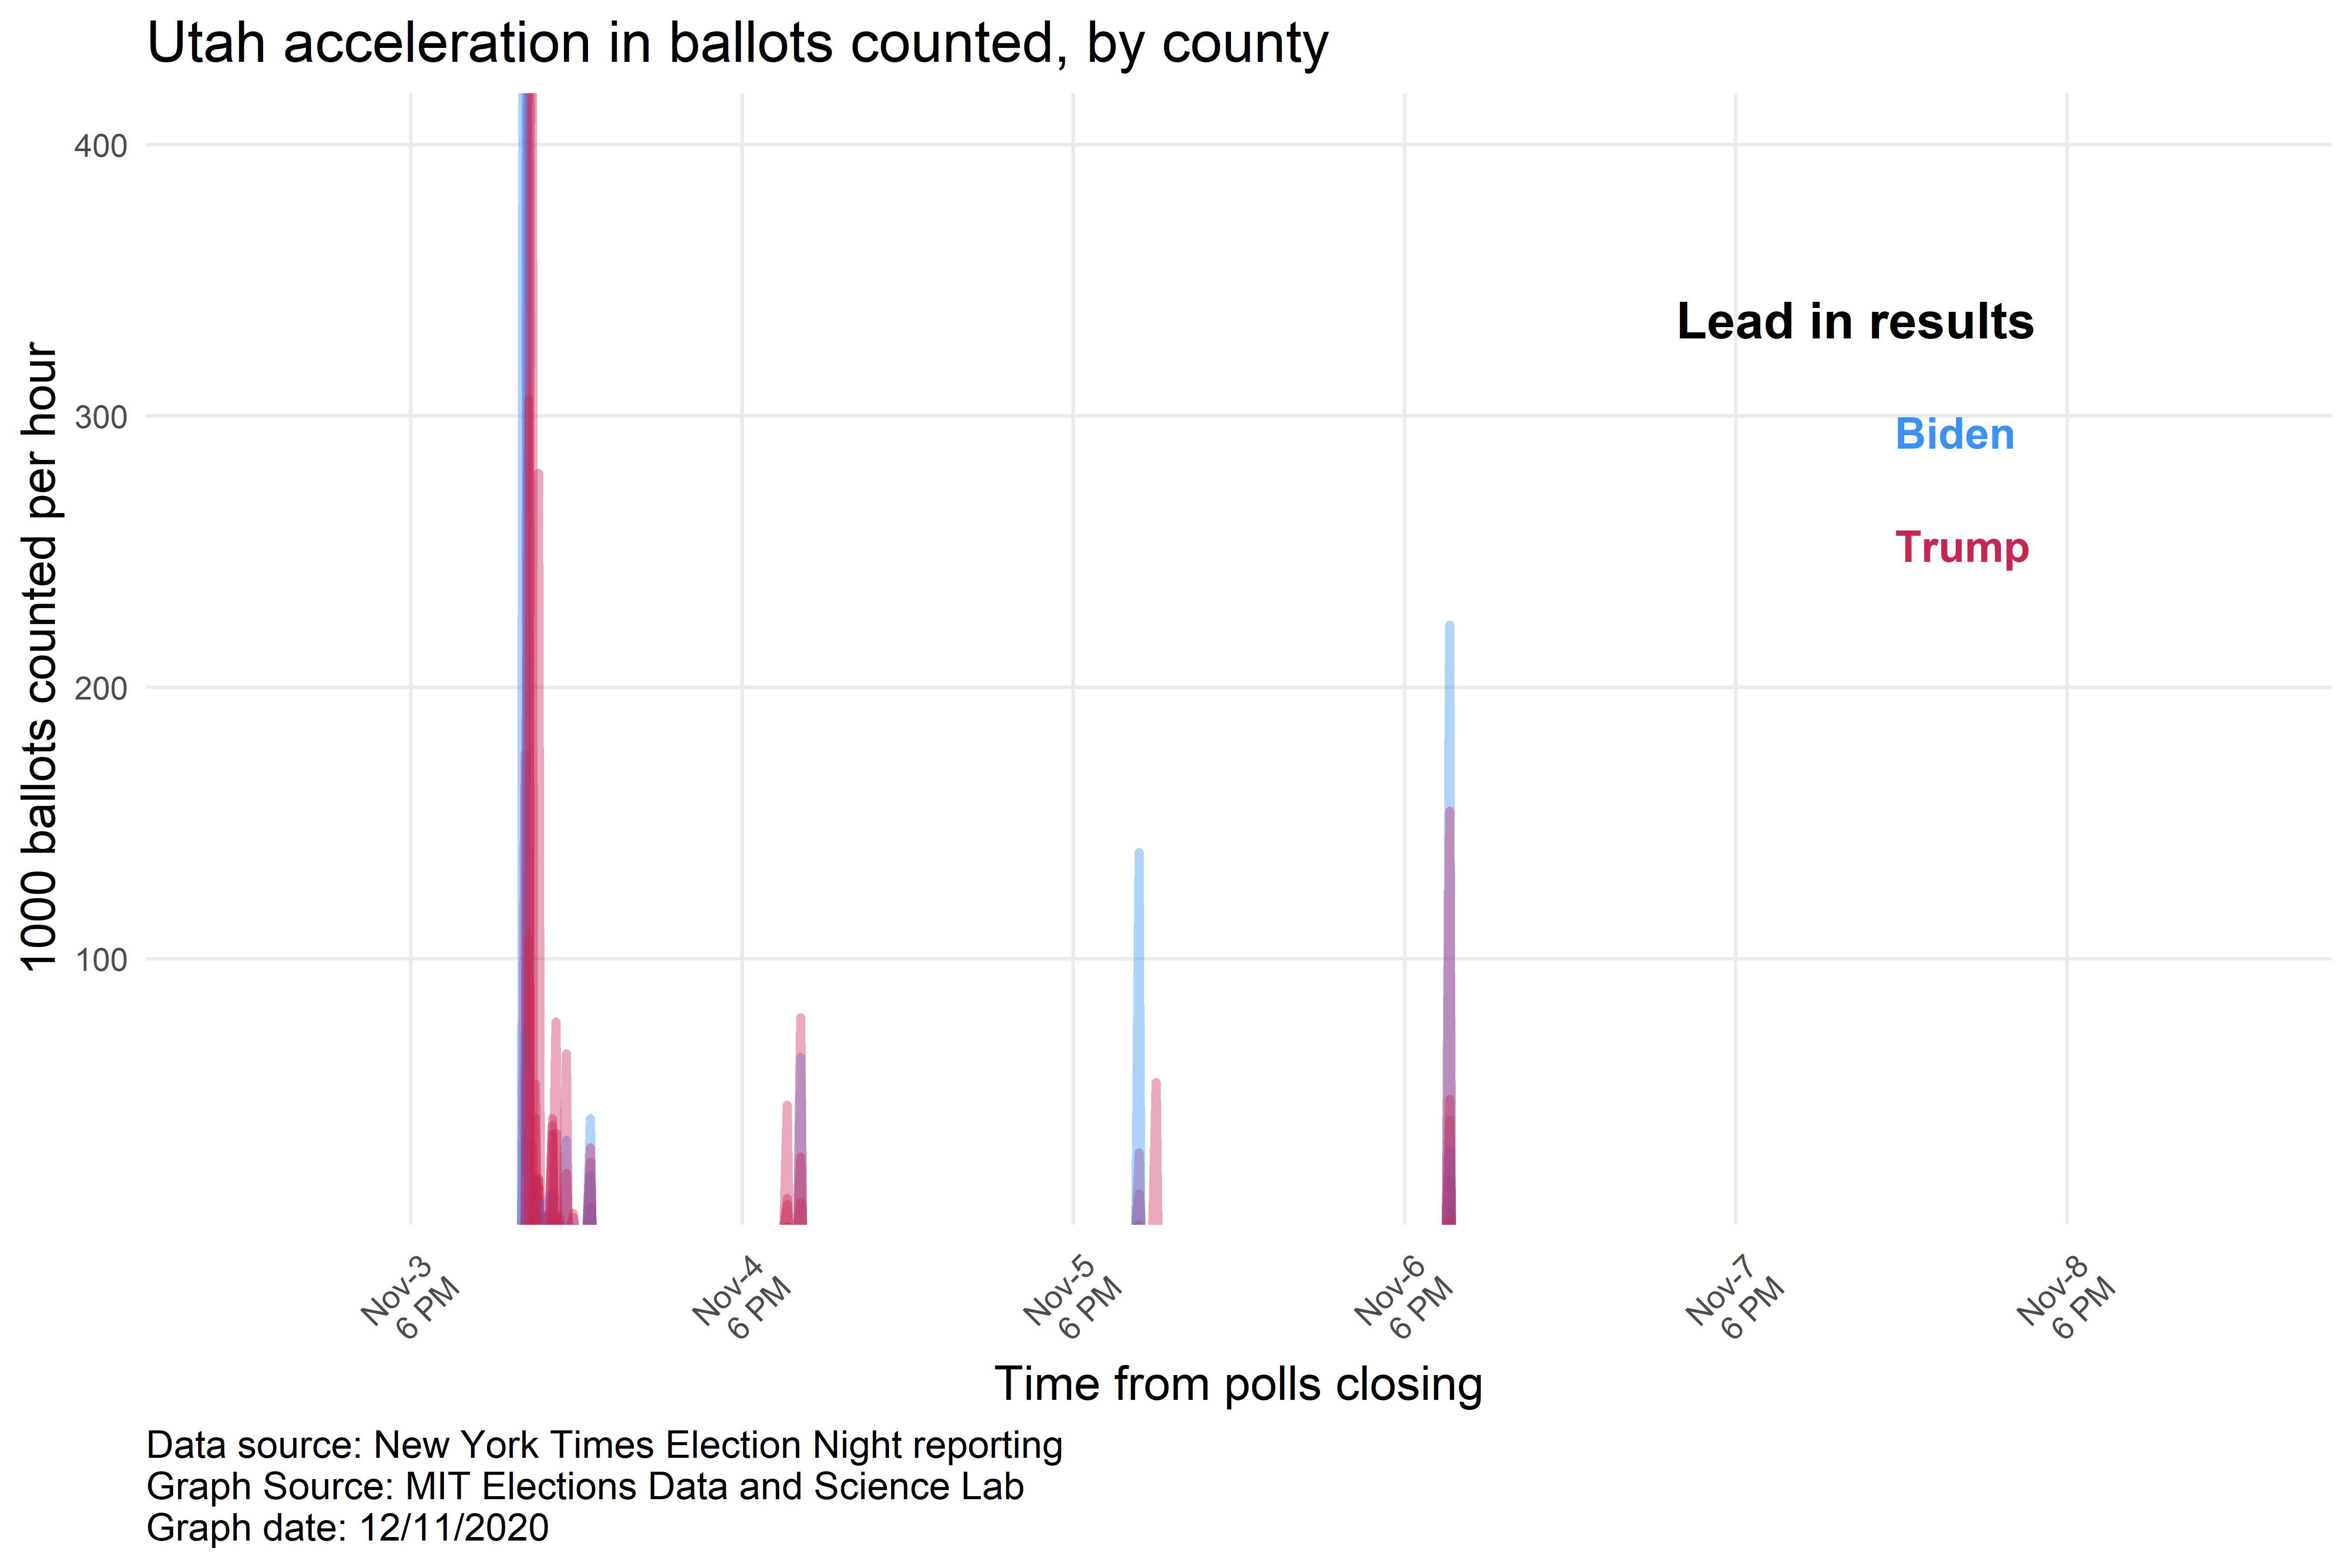 Utah acceleration in ballots counted, by county
1000 ballots counted per hour
400
300
200
100
Lead in results
Biden
Trump
Nov-3
6 PM
Nov-4
6 PM
Nov-5
6 PM
Nov-6
6 PM
Nov-7
6 PM
Nov-8
6 PM
Time from polls closing
Data source: New York Times Election Night reporting
Graph Source: MIT Elections Data and Science Lab
Graph date: 12/11/2020